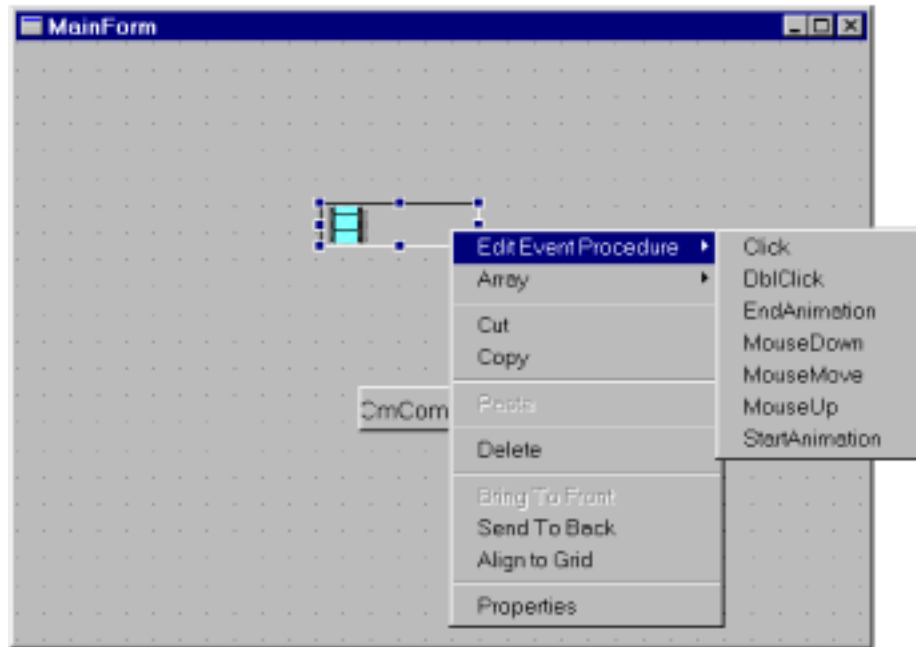 MainForm
Edit Event Procedure
Array
Cut
Copy
Paste
Delete
Bring To Front
Send To Back
Align to Grid
Properties
Click
DblClick
EndAnimation
MouseDown
MouseMove
MouseUp
StartAnimation
CmCom